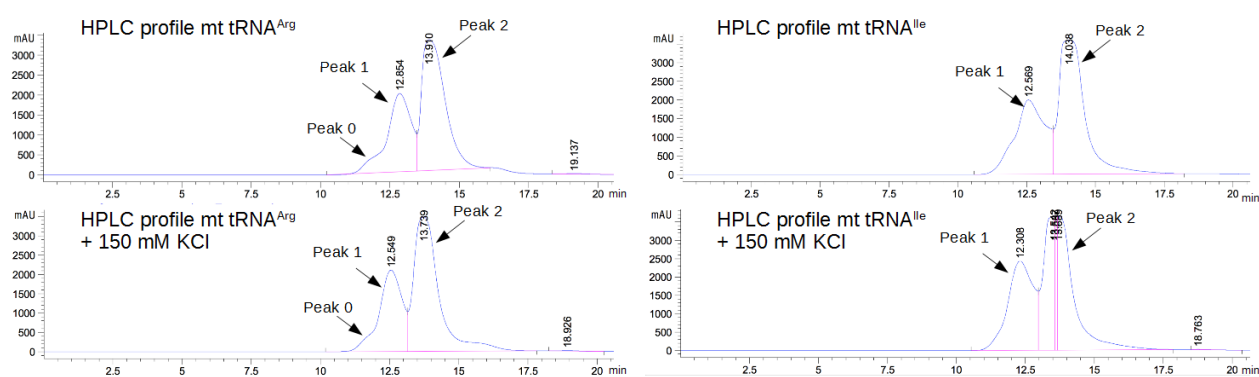 HPLC profile mt tRNAArg
mAU
3000
2500
2000
1500
1000
500
0
Peak 0
Peak 1
12.854
13.910
Peak 2
19.137
2.5
5
7.5
10
12.5
15
17.5
20
min
HPLC profile mt tRNAIle
mAU
3000
2500
2000
1500
1000
500
0
Peak 1
12.569
14.038
Peak 2
2.5
5
7.5
10
12.5
15
17.5
20
min
HPLC profile mt tRNAArg
+ 150 mM KCl
mAU
3000
2500
2000
1500
1000
500
0
Peak 0
Peak 1
12.549
13.739
Peak 2
18.926
2.5
5
7.5
10
12.5
15
17.5
20
min
HPLC profile mt tRNAIle
+ 150 mM KCl
mAU
3000
2500
2000
1500
1000
500
0
Peak 1
12.308
Peak 2
18.763
2.5
5
7.5
10
12.5
15
17.5
20
min